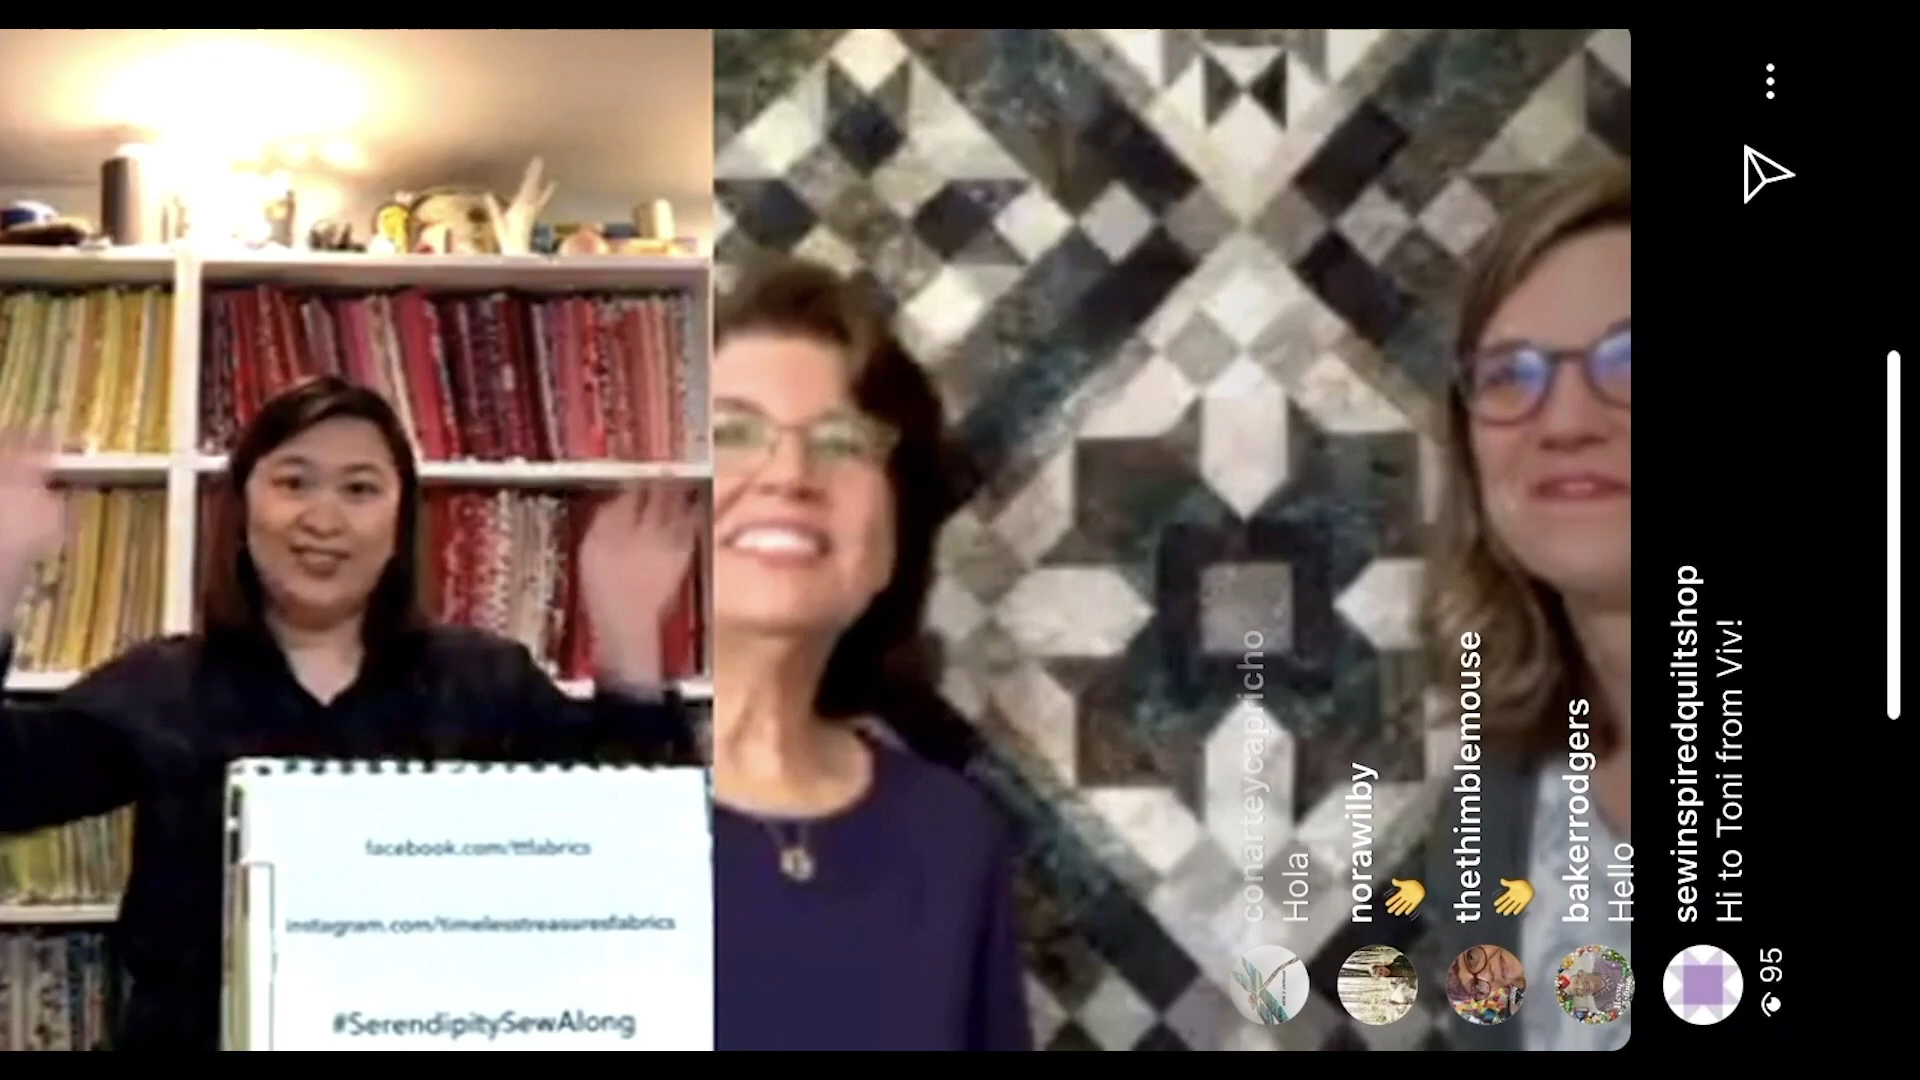 facebook.com/ttfabrics
instagram.com/timelesstreasuresfabrics
#SerendipitySewAlong
conarteycapricho
Hola
norawilby
👋
thethimblemouse
👋
bakerrodgers
Hello
sewinspiredquiltshop
Hi to Toni from Viv!
95